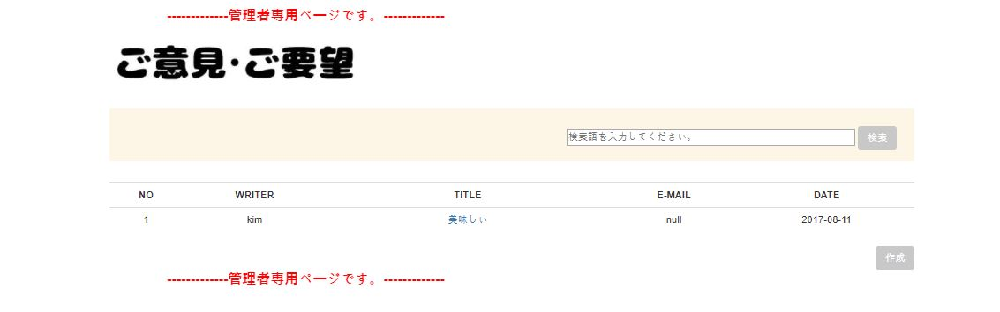 -------------管理者専用ページです。-------------
ご意見・ご要望
検索語を入力してください。 検索
NO WRITER TITLE E-MAIL DATE
1 kim 美味しい null 2017-08-11
作成
-------------管理者専用ページです。-------------